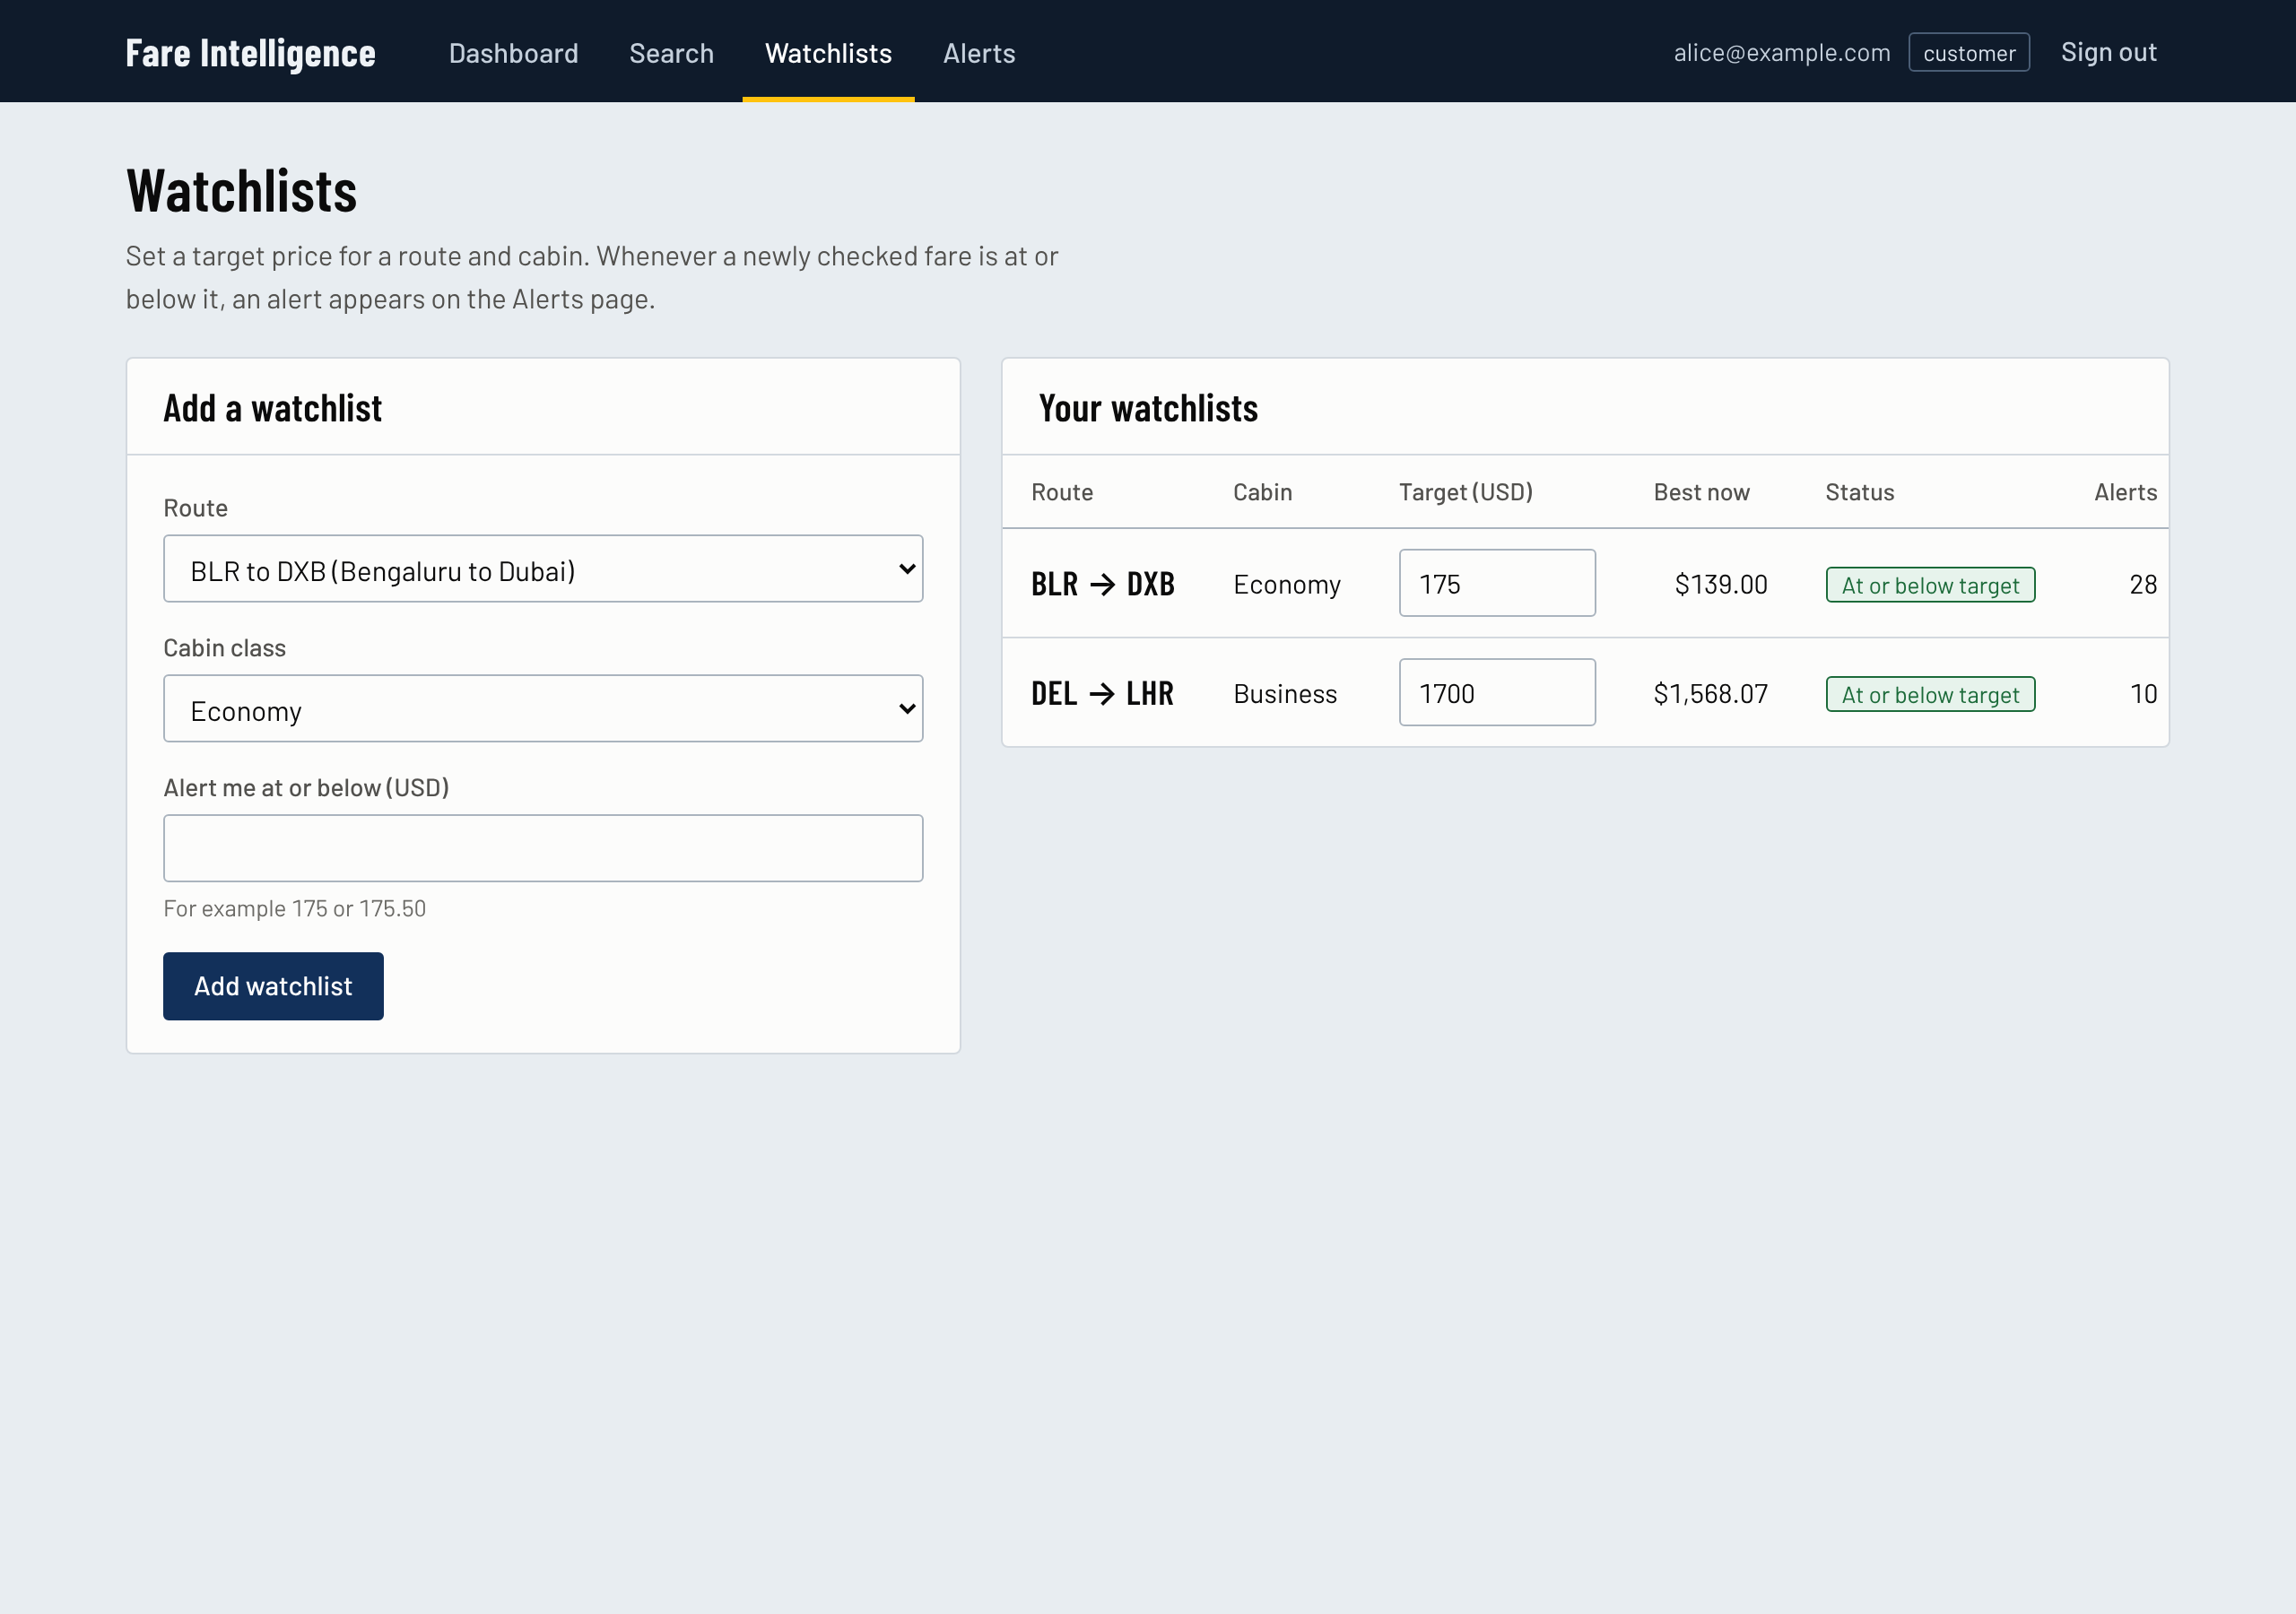 Fare Intelligence Dashboard Search Watchlists Alerts alice@example.com customer Sign out
Watchlists
Set a target price for a route and cabin. Whenever a newly checked fare is at or
below it, an alert appears on the Alerts page.
Add a watchlist
Route
BLR to DXB (Bengaluru to Dubai)
Cabin class
Economy
Alert me at or below (USD)
For example 175 or 175.50
Add watchlist
Your watchlists
Route Cabin Target (USD) Best now Status Alerts
BLR → DXB Economy 175 $139.00 At or below target 28
DEL → LHR Business 1700 $1,568.07 At or below target 10